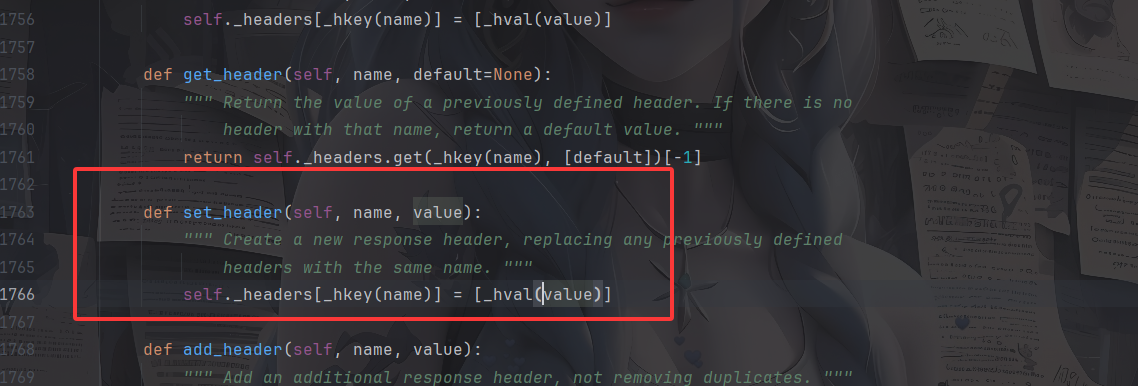 1756 self._headers[_hkey(name)] = [_hval(value)]
1757
1758 def get_header(self, name, default=None):
1759 """ Return the value of a previously defined header. If there is no
1760 header with that name, return a default value. """
1761 return self._headers.get(_hkey(name), [default])[-1]
1762
1763 def set_header(self, name, value):
1764 """ Create a new response header, replacing any previously defined
1765 headers with the same name. """
1766 self._headers[_hkey(name)] = [_hval(value)]
1767
1768 def add_header(self, name, value):
1769 """ Add an additional response header, not removing duplicates. """